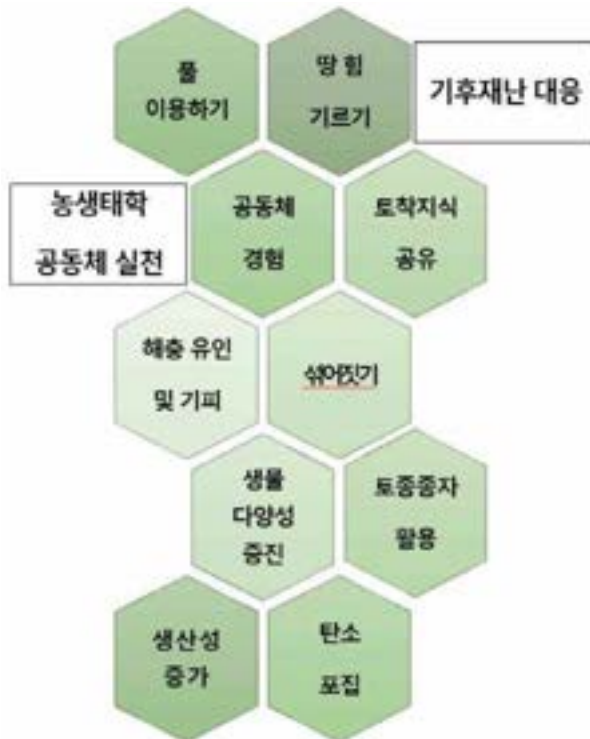 풀
이용하기
땅 힘
기르기
기후재난 대응
농생태학
공동체 실천
공동체
경험
토착지식
공유
해충 유인
및 기피
섞어짓기
생물
다양성
증진
토종종자
활용
생산성
증가
탄소
포집